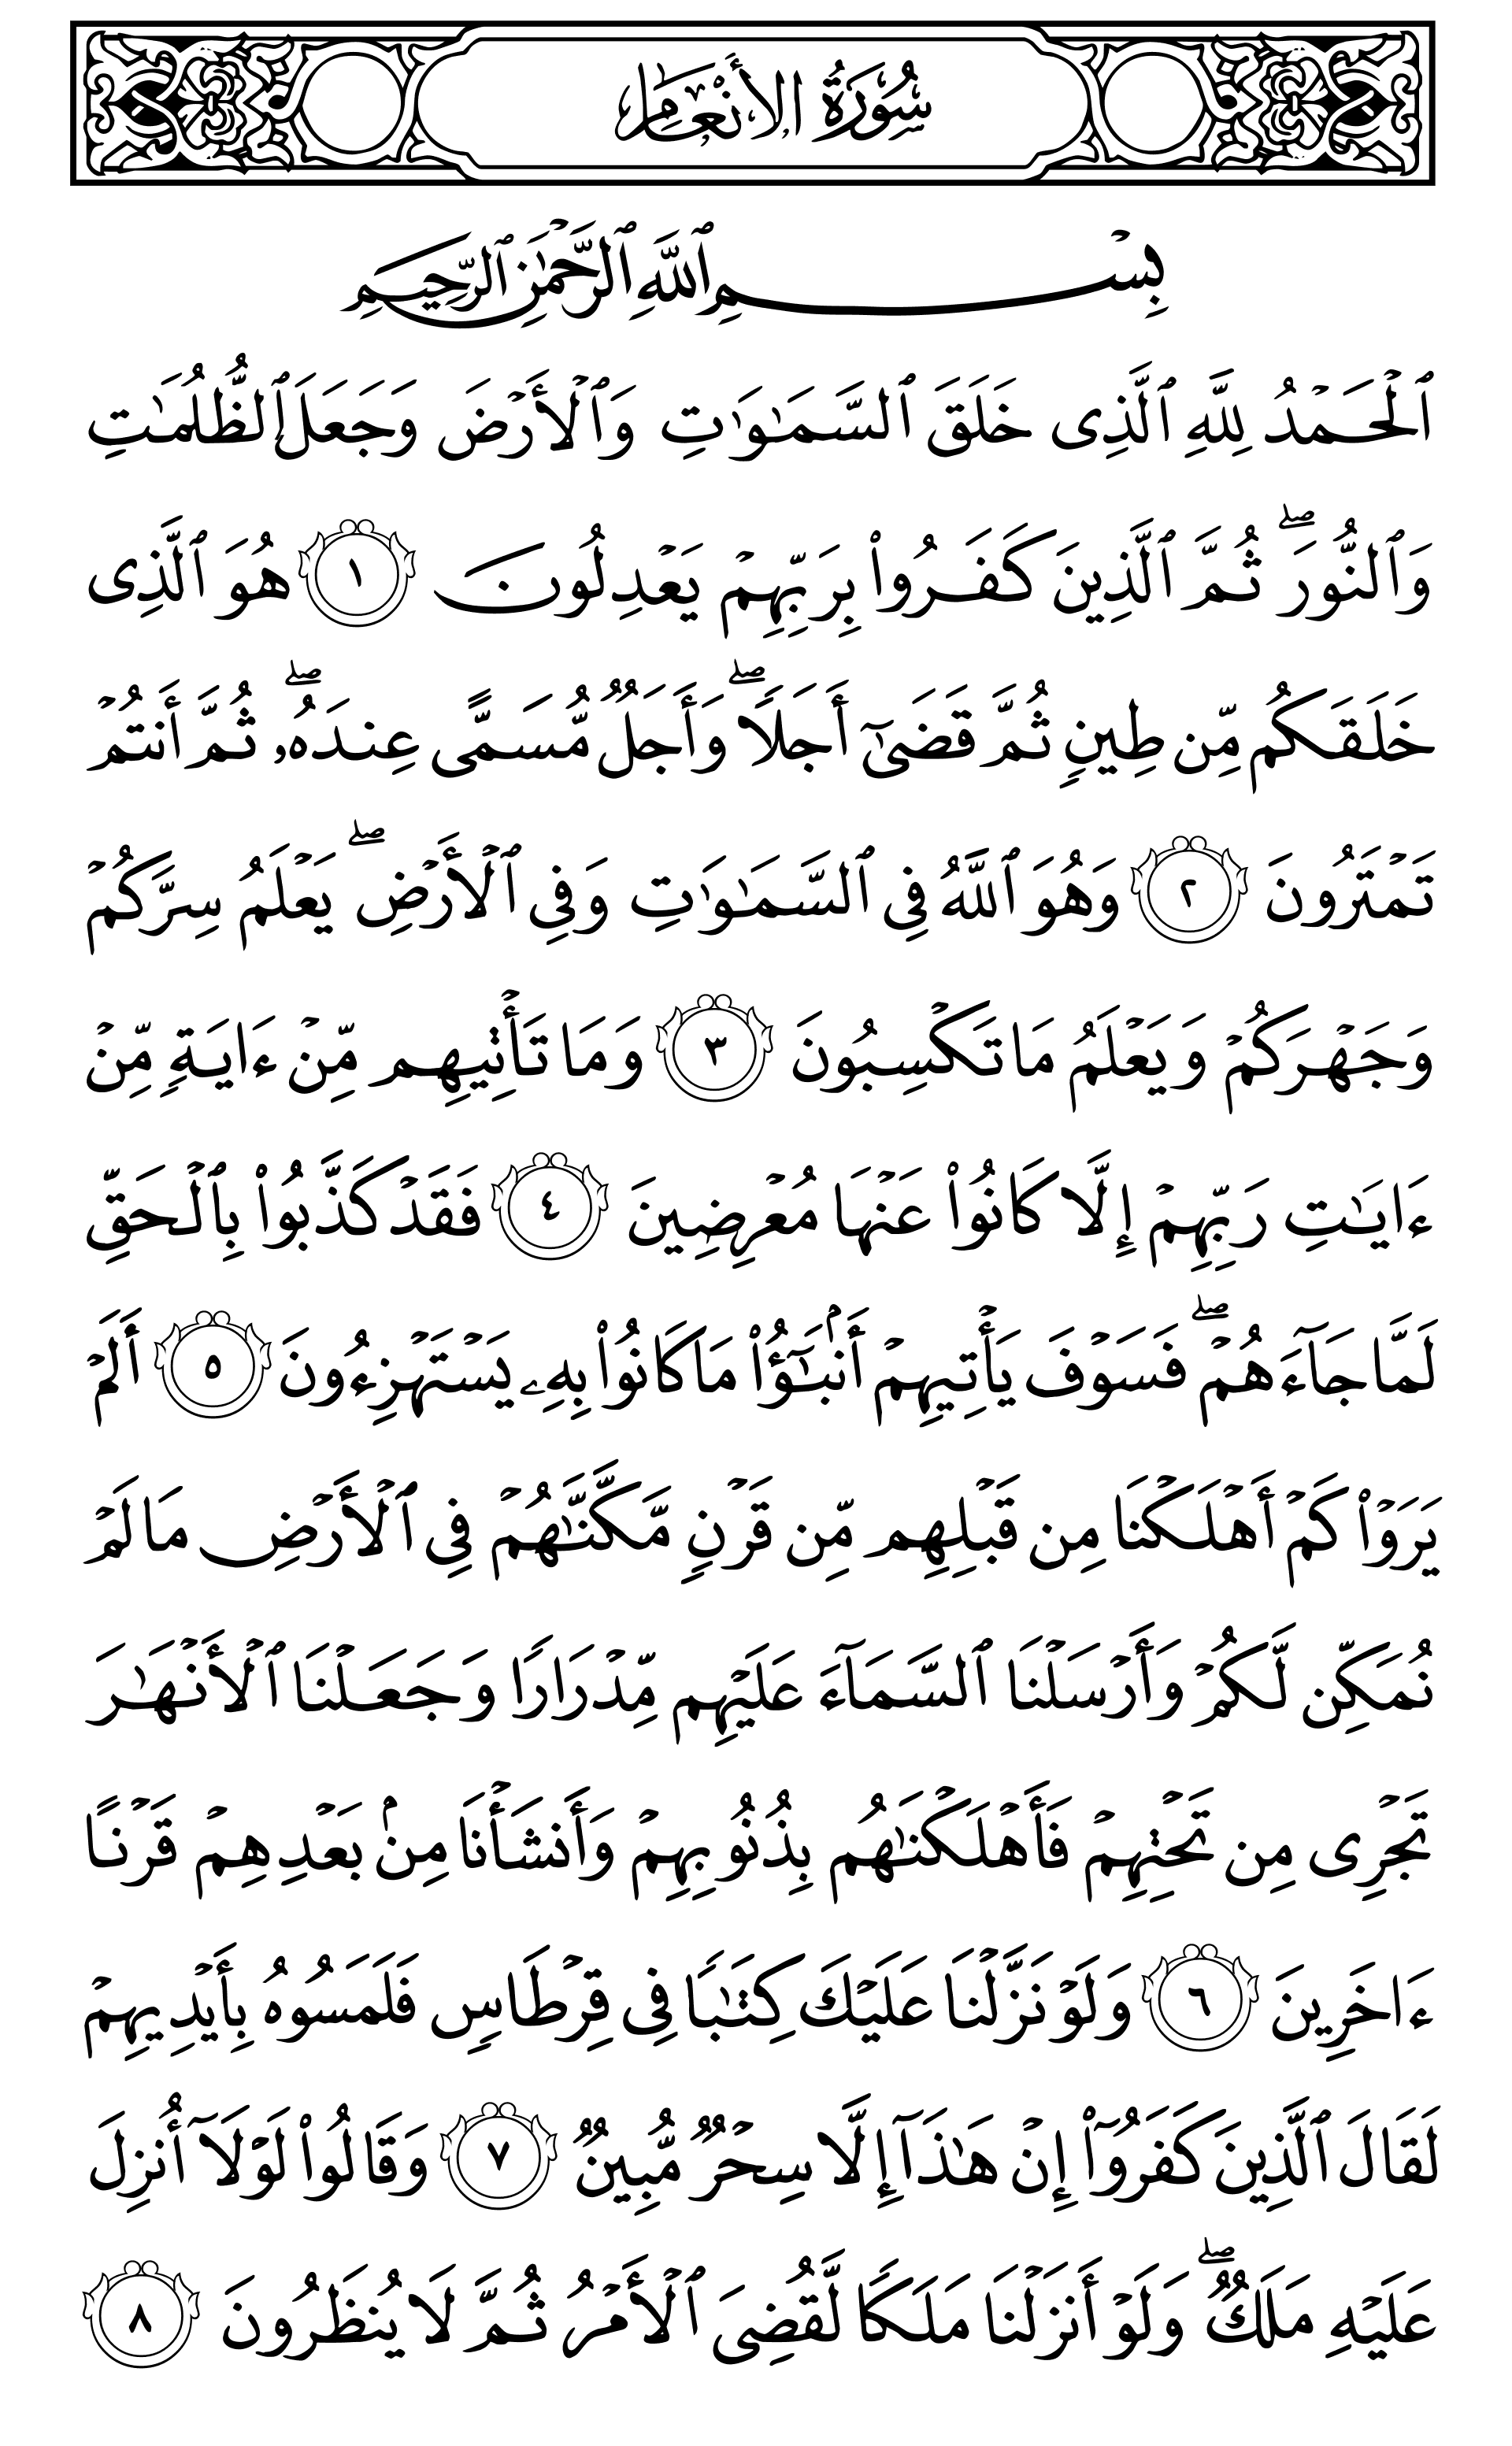 سُورَةُ الأَنْعَامِ
بِسْمِ ٱللَّهِ ٱلرَّحْمَٰنِ ٱلرَّحِيمِ
ٱلْحَمْدُ لِلَّهِ ٱلَّذِى خَلَقَ ٱلسَّمَٰوَٰتِ وَٱلْأَرْضَ وَجَعَلَ ٱلظُّلُمَٰتِ
وَٱلنُّورَ ۖ ثُمَّ ٱلَّذِينَ كَفَرُوا۟ بِرَبِّهِمْ يَعْدِلُونَ ١ هُوَ ٱلَّذِى
خَلَقَكُم مِّن طِينٍ ثُمَّ قَضَىٰٓ أَجَلًا ۖ وَأَجَلٌ مُّسَمًّى عِندَهُۥ ۖ ثُمَّ أَنتُمْ
تَمْتَرُونَ ٢ وَهُوَ ٱللَّهُ فِى ٱلسَّمَٰوَٰتِ وَفِى ٱلْأَرْضِ ۖ يَعْلَمُ سِرَّكُمْ
وَجَهْرَكُمْ وَيَعْلَمُ مَا تَكْسِبُونَ ٣ وَمَا تَأْتِيهِم مِّنْ ءَايَةٍ مِّنْ
ءَايَٰتِ رَبِّهِمْ إِلَّا كَانُوا۟ عَنْهَا مُعْرِضِينَ ٤ فَقَدْ كَذَّبُوا۟ بِٱلْحَقِّ
لَمَّا جَآءَهُمْ ۖ فَسَوْفَ يَأْتِيهِمْ أَنۢبَٰٓؤُا۟ مَا كَانُوا۟ بِهِۦ يَسْتَهْزِءُونَ ٥ أَلَمْ
يَرَوْا۟ كَمْ أَهْلَكْنَا مِن قَبْلِهِم مِّن قَرْنٍ مَّكَّنَّٰهُمْ فِى ٱلْأَرْضِ مَا لَمْ
نُمَكِّن لَّكُمْ وَأَرْسَلْنَا ٱلسَّمَآءَ عَلَيْهِم مِّدْرَارًا وَجَعَلْنَا ٱلْأَنْهَٰرَ
تَجْرِى مِن تَحْتِهِمْ فَأَهْلَكْنَٰهُم بِذُنُوبِهِمْ وَأَنشَأْنَا مِنۢ بَعْدِهِمْ قَرْنًا
ءَاخَرِينَ ٦ وَلَوْ نَزَّلْنَا عَلَيْكَ كِتَٰبًا فِى قِرْطَاسٍ فَلَمَسُوهُ بِأَيْدِيهِمْ
لَقَالَ ٱلَّذِينَ كَفَرُوٓا۟ إِنْ هَٰذَآ إِلَّا سِحْرٌ مُّبِينٌ ٧ وَقَالُوا۟ لَوْلَآ أُنزِلَ
عَلَيْهِ مَلَكٌ ۖ وَلَوْ أَنزَلْنَا مَلَكًا لَّقُضِىَ ٱلْأَمْرُ ثُمَّ لَا يُنظَرُونَ ٨